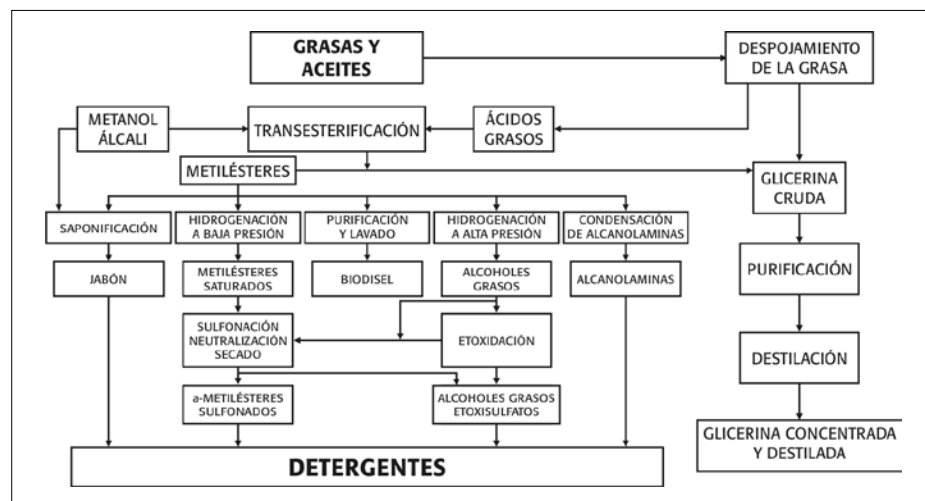 GRASAS Y
ACEITES
DESPOJAMIENTO
DE LA GRASA
METANOL
ÁLCALI
TRANSESTERIFICACIÓN
ÁCIDOS
GRASOS
METILÉSTERES
GLICERINA
CRUDA
SAPONIFICACIÓN
HIDROGENACIÓN
A BAJA PRESIÓN
PURIFICACIÓN
Y LAVADO
HIDROGENACIÓN
A ALTA PRESIÓN
CONDENSACIÓN
DE ALCANOLAMINAS
JABÓN
METILÉSTERES
SATURADOS
BIODISEL
ALCOHOLES
GRASOS
ALCANOLAMINAS
PURIFICACIÓN
SULFONACIÓN
NEUTRALIZACIÓN
SECADO
ETOXIDACIÓN
DESTILACIÓN
a-METILÉSTERES
SULFONADOS
ALCOHOLES GRASOS
ETOXISULFATOS
GLICERINA CONCENTRADA
Y DESTILADA
DETERGENTES